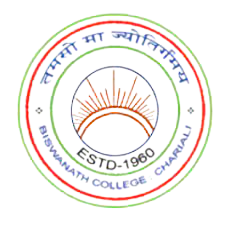 तमसो मा ज्योतिर्गमय
ESTD-1960
BISWANATH COLLEGE : CHARIALI